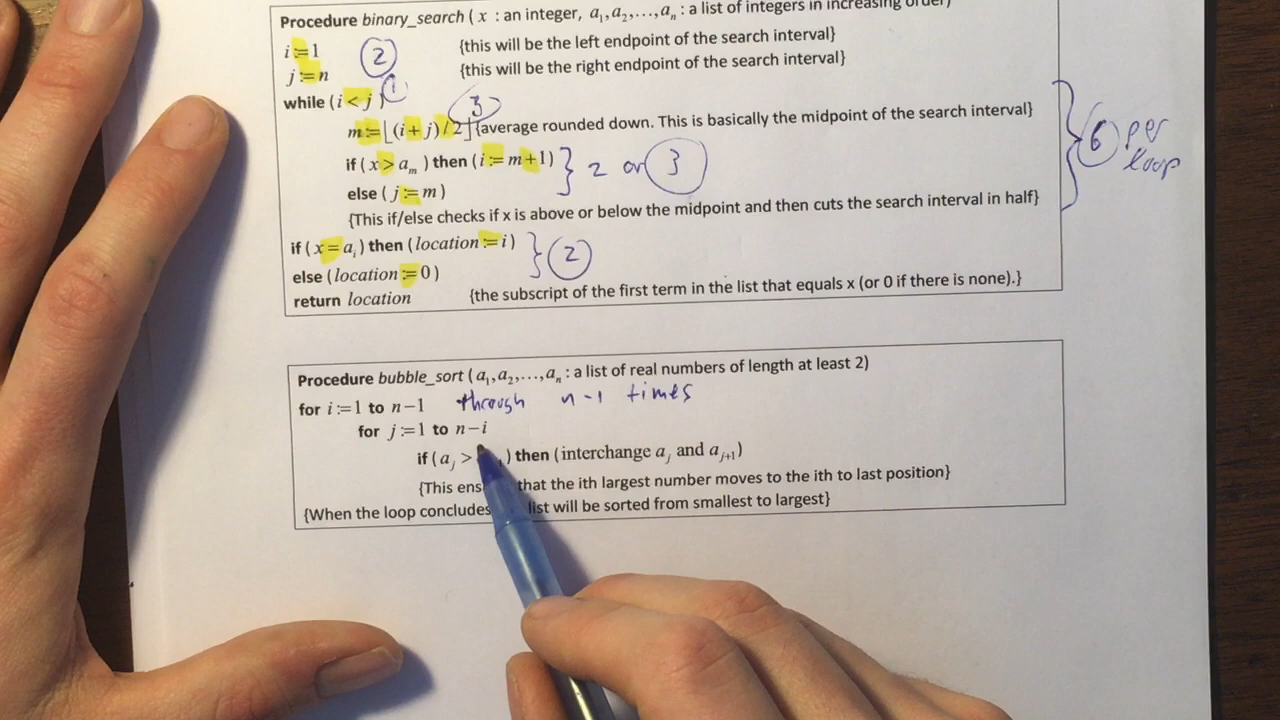 Procedure binary_search ( x : an integer, a₁,a₂,…,aₙ : a list of integers in increasing order)
i:=1 ② {this will be the left endpoint of the search interval}
j:=n {this will be the right endpoint of the search interval}
while (i < j) ①
m:=⌊(i+j)/2⌋ ③ {average rounded down. This is basically the midpoint of the search interval}
if (x > aₘ) then (i:=m+1) } 2 or ③
else ( j:=m)
{This if/else checks if x is above or below the midpoint and then cuts the search interval in half}
} ⑥ per
loop
if (x = aᵢ) then (location:=i) } ②
else (location:=0)
return location {the subscript of the first term in the list that equals x (or 0 if there is none).}
Procedure bubble_sort ( a₁,a₂,…,aₙ : a list of real numbers of length at least 2)
for i:=1 to n−1 through n-1 times
for j:=1 to n−i
if (aⱼ > ) then (interchange aⱼ and aⱼ₊₁)
{This that the ith largest number moves to the ith to last position}
{When the loop concludes list will be sorted from smallest to largest}